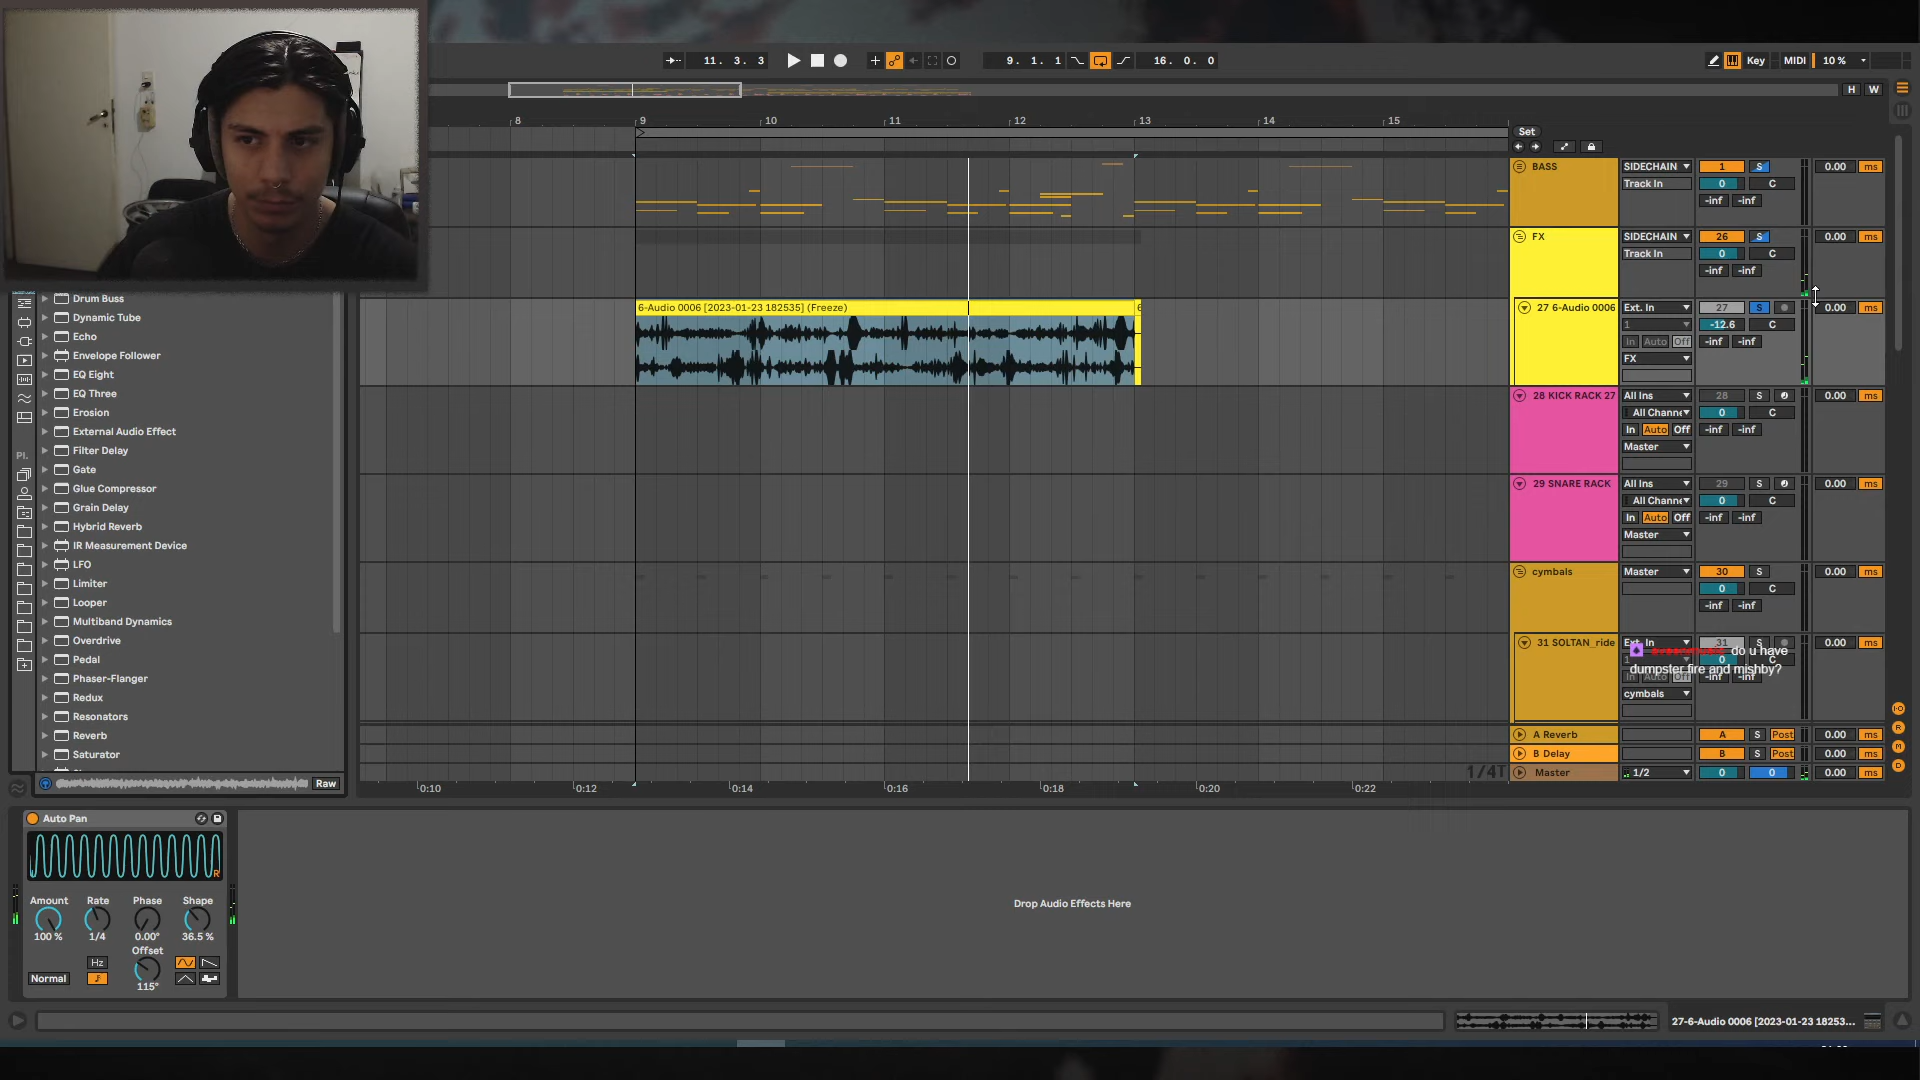 11. 3. 3
9. 1. 1
16. 0. 0
Key
MIDI
10 %
H W
8 9 10 11 12 13 14 15
Set
BASS SIDECHAIN 1 S 0.00 ms
Track In 0 C
-inf -inf
FX SIDECHAIN 26 S 0.00 ms
Track In 0 C
-inf -inf
6-Audio 0006 [2023-01-23 182535] (Freeze) 6
27 6-Audio 0006 Ext. In 27 S 0.00 ms
1 -12.6 C
In Auto Off -inf -inf
FX
28 KICK RACK 27 All Ins 28 S 0.00 ms
All Channe 0 C
In Auto Off -inf -inf
Master
29 SNARE RACK All Ins 29 S 0.00 ms
All Channe 0 C
In Auto Off -inf -inf
Master
cymbals Master 30 S 0.00 ms
0 C
-inf -inf
31 SOLTAN_ride Ext. In 31 S 0.00 ms
do u have
dumpster fire and mishby?
In Auto Off -inf -inf
cymbals
A Reverb A S Post 0.00 ms
B Delay B S Post 0.00 ms
1/4T
Master 1/2 0 0 0.00 ms
0:10 0:12 0:14 0:16 0:18 0:20 0:22
I·O
R
M
D
Pl.
Drum Buss
Dynamic Tube
Echo
Envelope Follower
EQ Eight
EQ Three
Erosion
External Audio Effect
Filter Delay
Gate
Glue Compressor
Grain Delay
Hybrid Reverb
IR Measurement Device
LFO
Limiter
Looper
Multiband Dynamics
Overdrive
Pedal
Phaser-Flanger
Redux
Resonators
Reverb
Saturator
Raw
Auto Pan
R
Amount Rate Phase Shape
100 % 1/4 0.00° 36.5 %
Offset
Hz
Normal
115°
Drop Audio Effects Here
27-6-Audio 0006 [2023-01-23 18253...